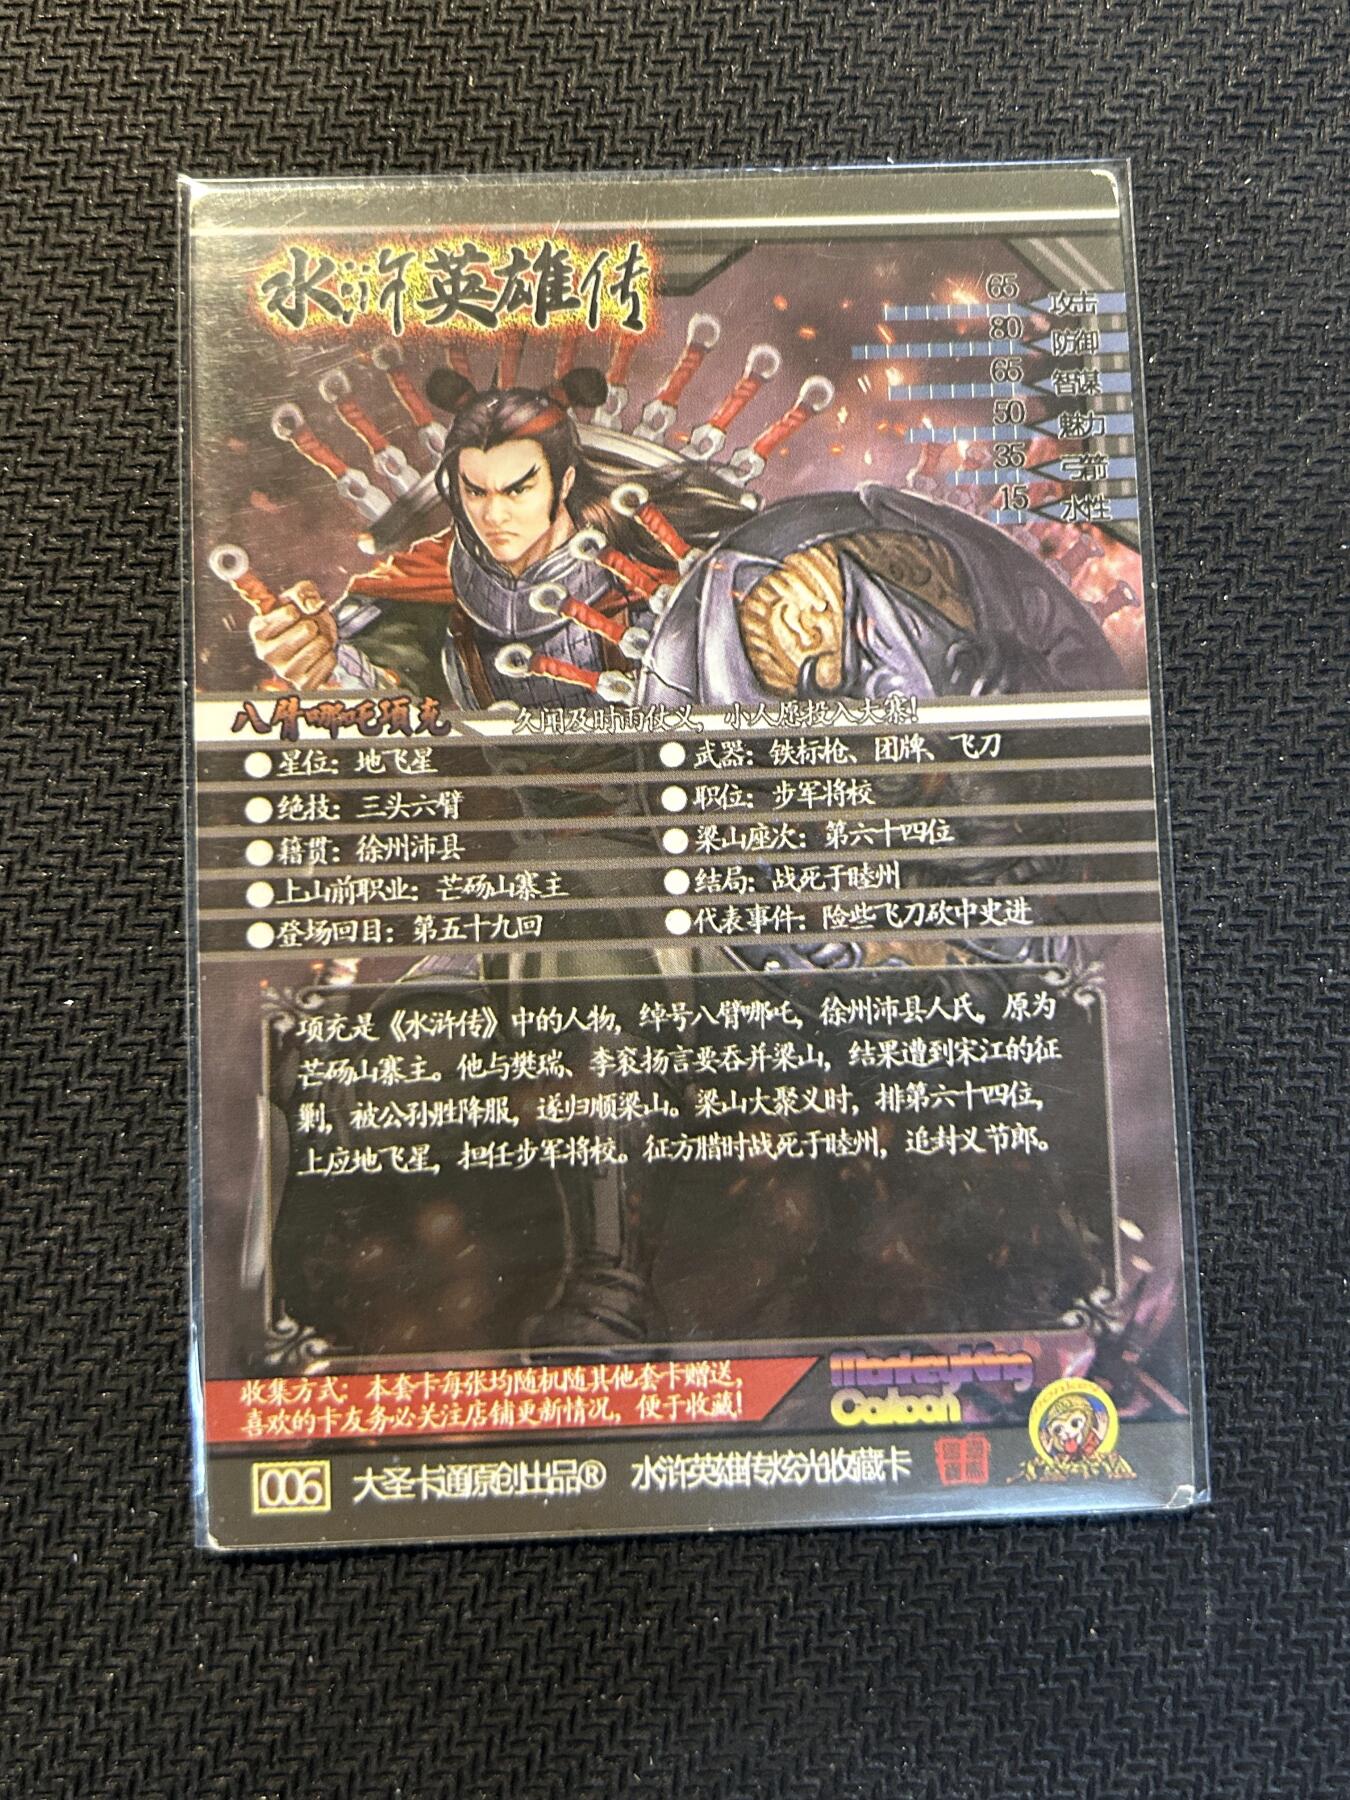 水浒英雄传
65 攻击
80 防御
65 智谋
50 魅力
35 弓箭
15 水性
八臂哪吒项充 久闻及时雨仗义，小人愿投入大寨！
●星位：地飞星 ●武器：铁标枪、团牌、飞刀
●绝技：三头六臂 ●职位：步军将校
●籍贯：徐州沛县 ●梁山座次：第六十四位
●上山前职业：芒砀山寨主 ●结局：战死于睦州
●登场回目：第五十九回 ●代表事件：险些飞刀砍中史进
项充是《水浒传》中的人物，绰号八臂哪吒，徐州沛县人氏。原为
芒砀山寨主。他与樊瑞、李衮扬言要吞并梁山，结果遭到宋江的征
剿，被公孙胜降服，遂归顺梁山。梁山大聚义时，排第六十四位，
上应地飞星，担任步军将校。征方腊时战死于睦州，追封义节郎。
收集方式：本套卡每张均随机随其他套卡赠送，
喜欢的卡友务必关注店铺更新情况，便于收藏！
Monkey King
Catoon
006 大圣卡通原创出品® 水浒英雄传炫光收藏卡